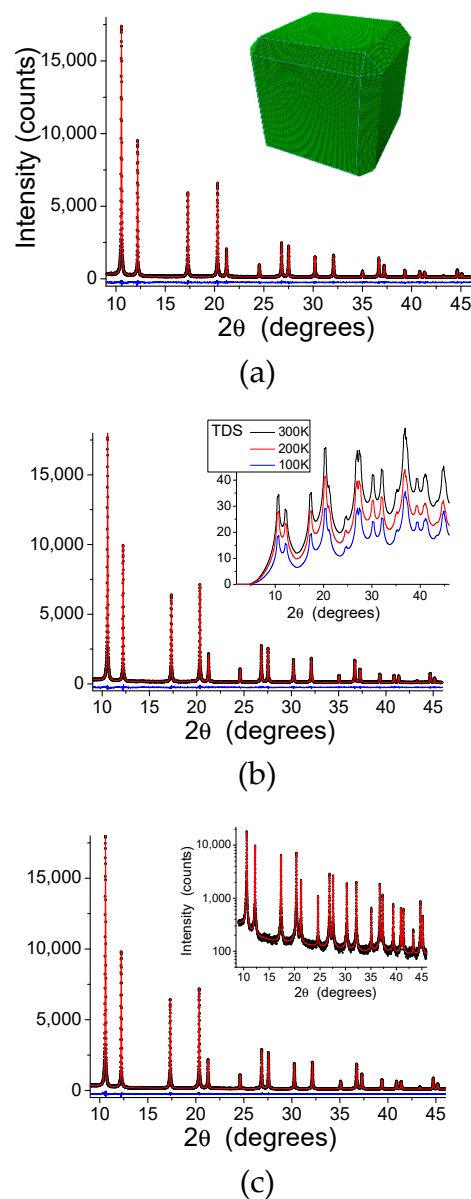 Intensity (counts)
15,000
10,000
5,000
0
10 15 20 25 30 35 40 45
2θ (degrees)
(a)
TDS
300K
200K
100K
15,000
10,000
5,000
0
40
30
20
10
0
10 20 30 40
2θ (degrees)
10 15 20 25 30 35 40 45
2θ (degrees)
(b)
15,000
10,000
5,000
0
Intensity (counts)
10,000
1,000
100
10 15 20 25 30 35 40 45
2θ (degrees)
10 15 20 25 30 35 40 45
2θ (degrees)
(c)